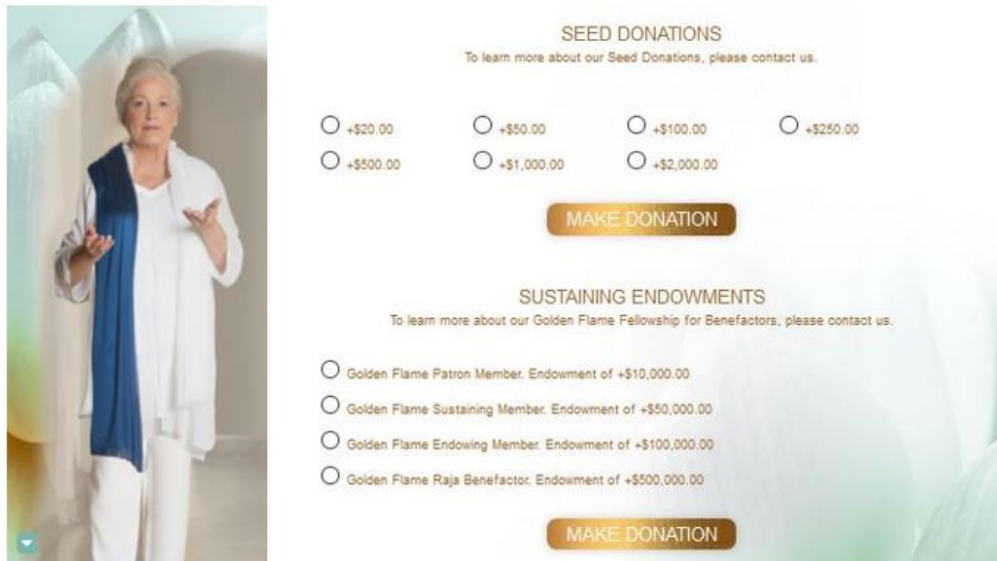 SEED DONATIONS
To learn more about our Seed Donations, please contact us.
+$20.00 +$50.00 +$100.00 +$250.00
+$500.00 +$1,000.00 +$2,000.00
MAKE DONATION
SUSTAINING ENDOWMENTS
To learn more about our Golden Flame Fellowship for Benefactors, please contact us.
Golden Flame Patron Member. Endowment of +$10,000.00
Golden Flame Sustaining Member. Endowment of +$50,000.00
Golden Flame Endowing Member. Endowment of +$100,000.00
Golden Flame Raja Benefactor. Endowment of +$500,000.00
MAKE DONATION